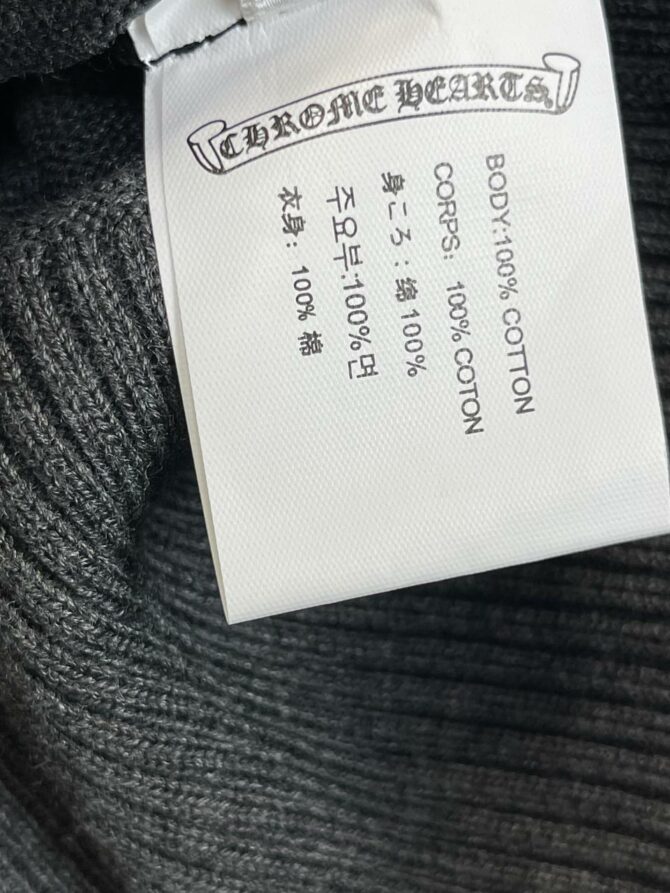 CHROME HEARTS
BODY:100% COTTON
CORPS: 100% COTON
身ごろ：綿 100%
주요부:100%면
衣身：100% 棉